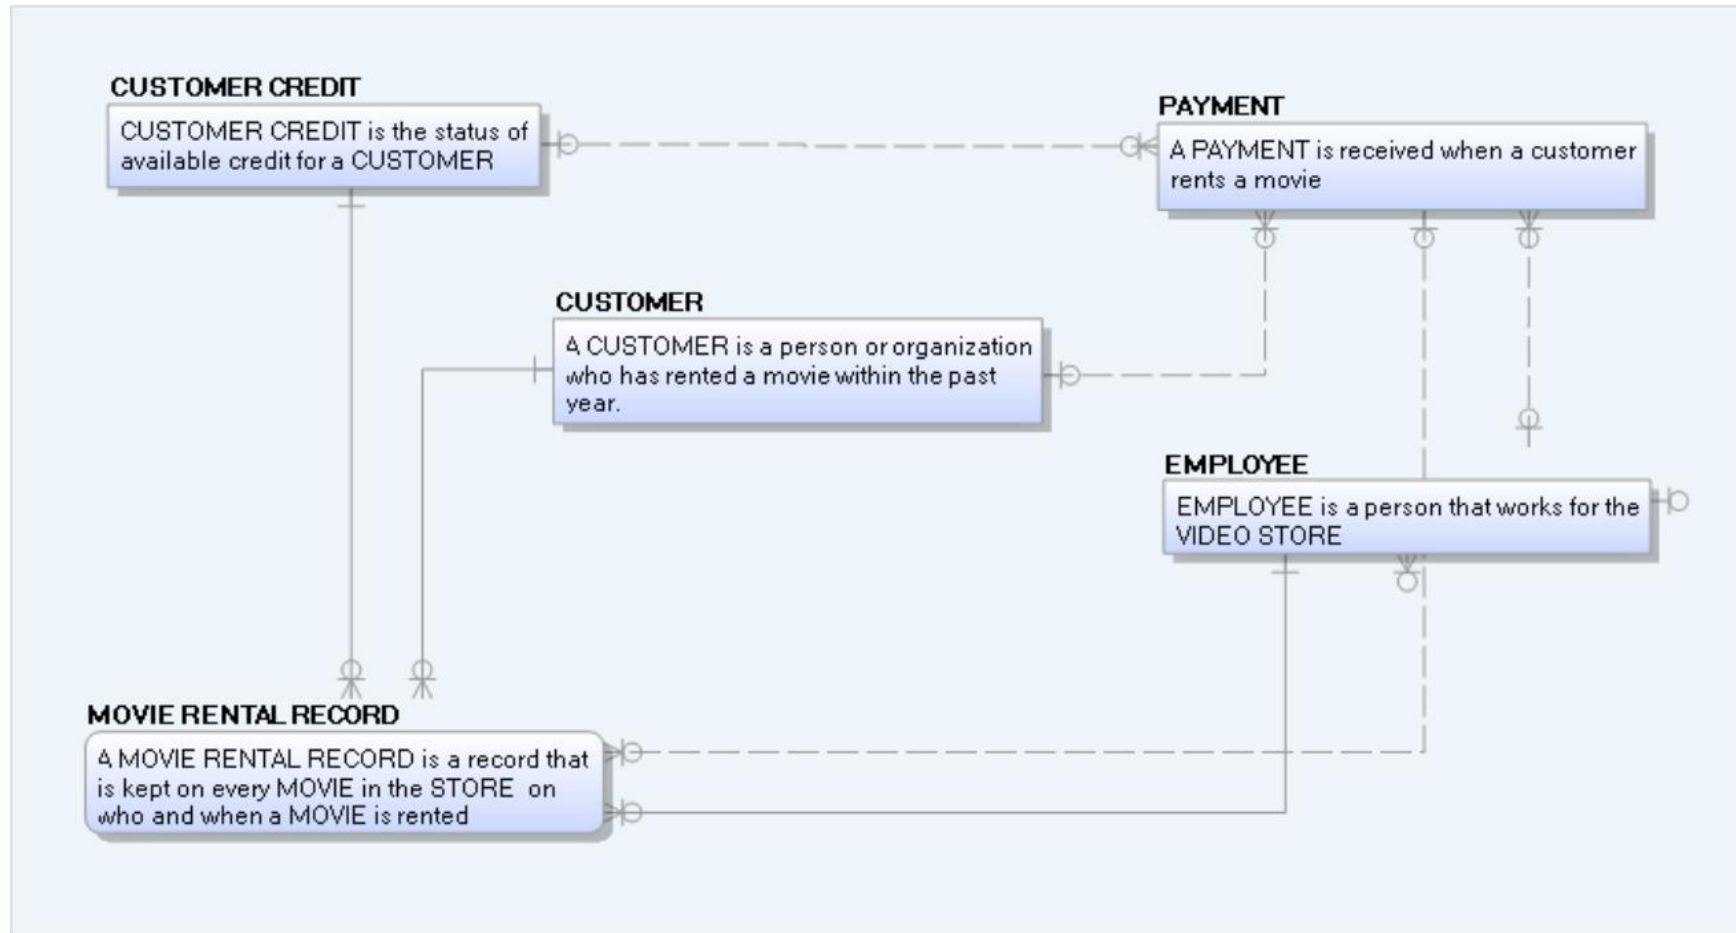 CUSTOMER CREDIT
CUSTOMER CREDIT is the status of
available credit for a CUSTOMER
PAYMENT
A PAYMENT is received when a customer
rents a movie
CUSTOMER
A CUSTOMER is a person or organization
who has rented a movie within the past
year.
EMPLOYEE
EMPLOYEE is a person that works for the
VIDEO STORE
MOVIE RENTAL RECORD
A MOVIE RENTAL RECORD is a record that
is kept on every MOVIE in the STORE on
who and when a MOVIE is rented